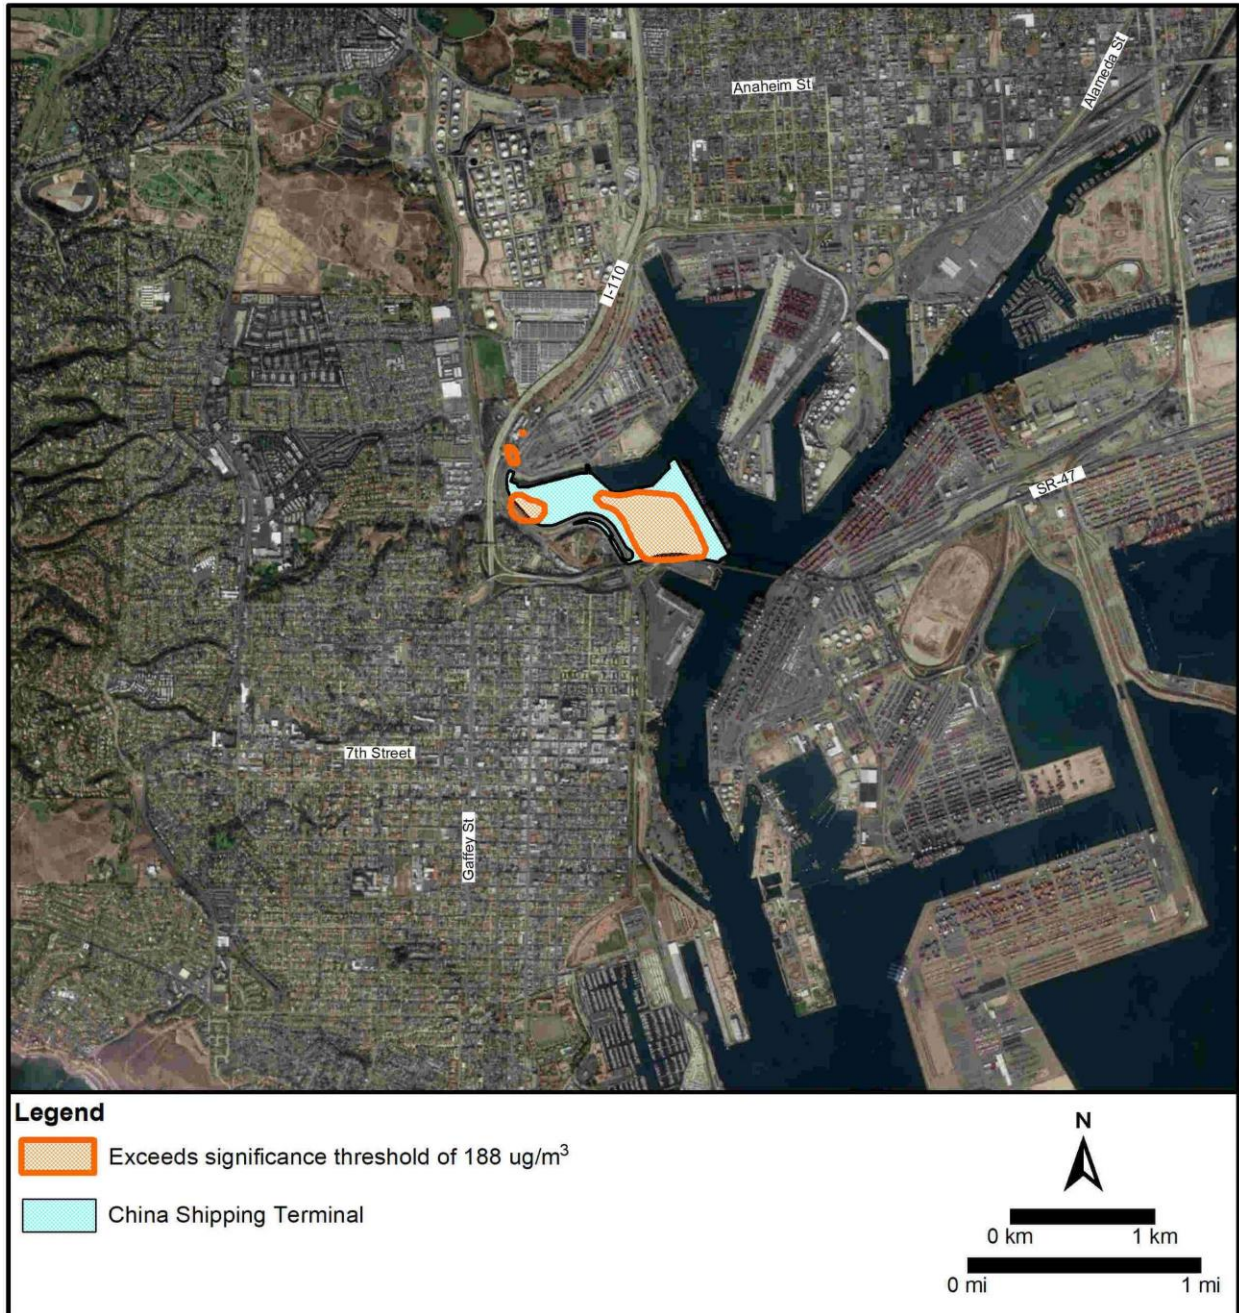 Anaheim St
Alameda St
I-110
SR-47
7th Street
Gaffey St
Legend
Exceeds significance threshold of 188 ug/m³
China Shipping Terminal
N
0 km 1 km
0 mi 1 mi